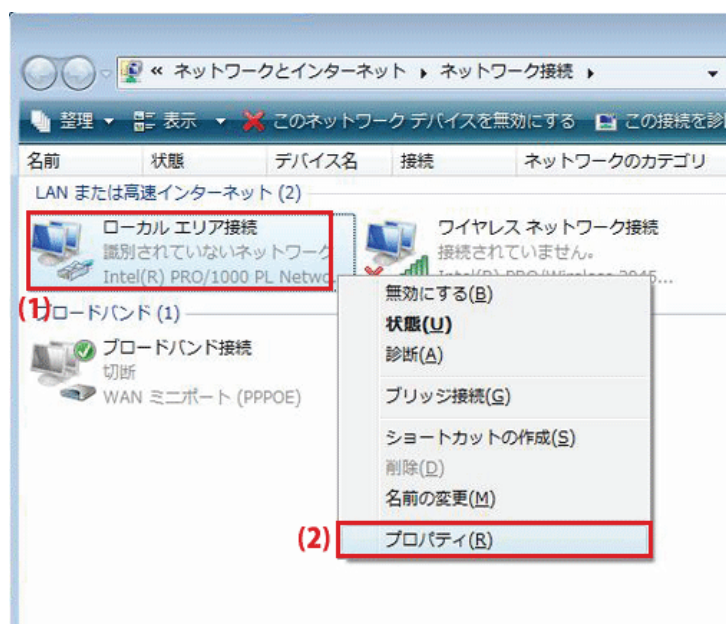 « ネットワークとインターネット ▸ ネットワーク接続 ▸
整理 ▼ 表示 ▼ このネットワーク デバイスを無効にする この接続を診
名前 状態 デバイス名 接続 ネットワークのカテゴリ
LAN または高速インターネット (2)
ローカル エリア接続
識別されていないネットワーク
Intel(R) PRO/1000 PL Netwo...
ワイヤレス ネットワーク接続
接続されていません。
(1)
ブロードバンド (1)
ブロードバンド接続
切断
WAN ミニポート (PPPOE)
無効にする(B)
状態(U)
診断(A)
ブリッジ接続(G)
ショートカットの作成(S)
削除(D)
名前の変更(M)
(2)
プロパティ(R)